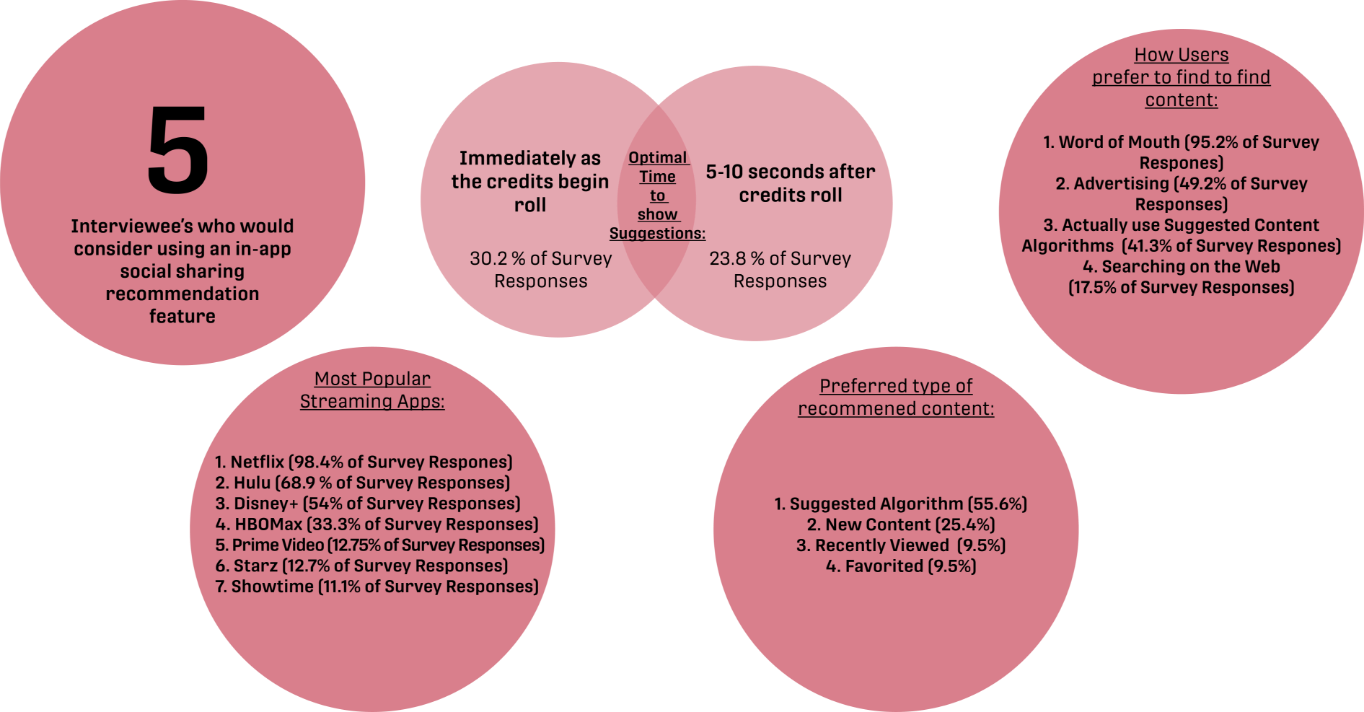 5
Interviewee's who would
consider using an in-app
social sharing
recommendation
feature
Immediately as
the credits begin
roll
30.2 % of Survey
Responses
Optimal
Time
to
show
Suggestions:
5-10 seconds after
credits roll
23.8 % of Survey
Responses
How Users
prefer to find to find
content:
1. Word of Mouth (95.2% of Survey
Respones)
2. Advertising (49.2% of Survey
Responses)
3. Actually use Suggested Content
Algorithms (41.3% of Survey Respones)
4. Searching on the Web
(17.5% of Survey Responses)
Most Popular
Streaming Apps:
1. Netflix (98.4% of Survey Respones)
2. Hulu (68.9 % of Survey Responses)
3. Disney+ (54% of Survey Responses)
4. HBOMax (33.3% of Survey Responses)
5. Prime Video (12.75% of Survey Responses)
6. Starz (12.7% of Survey Responses)
7. Showtime (11.1% of Survey Responses)
Preferred type of
recommened content:
1. Suggested Algorithm (55.6%)
2. New Content (25.4%)
3. Recently Viewed (9.5%)
4. Favorited (9.5%)